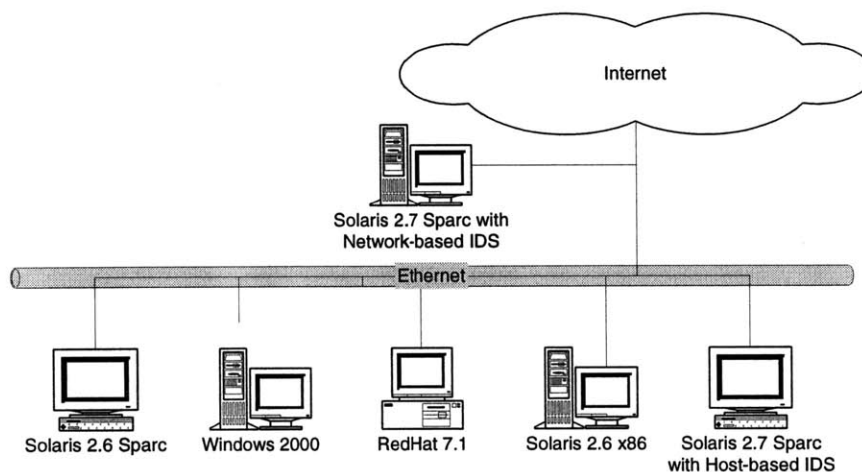 Internet
Solaris 2.7 Sparc with
Network-based IDS
Ethernet
Solaris 2.6 Sparc
Windows 2000
RedHat 7.1
Solaris 2.6 x86
Solaris 2.7 Sparc
with Host-based IDS